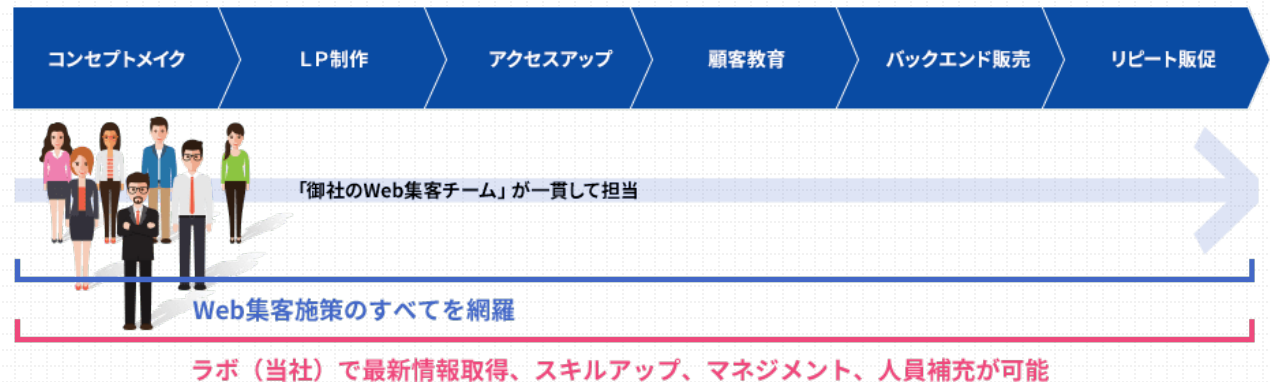 コンセプトメイク
LP制作
アクセスアップ
顧客教育
バックエンド販売
リピート販促
「御社のWeb集客チーム」が一貫して担当
Web集客施策のすべてを網羅
ラボ（当社）で最新情報取得、スキルアップ、マネジメント、人員補充が可能